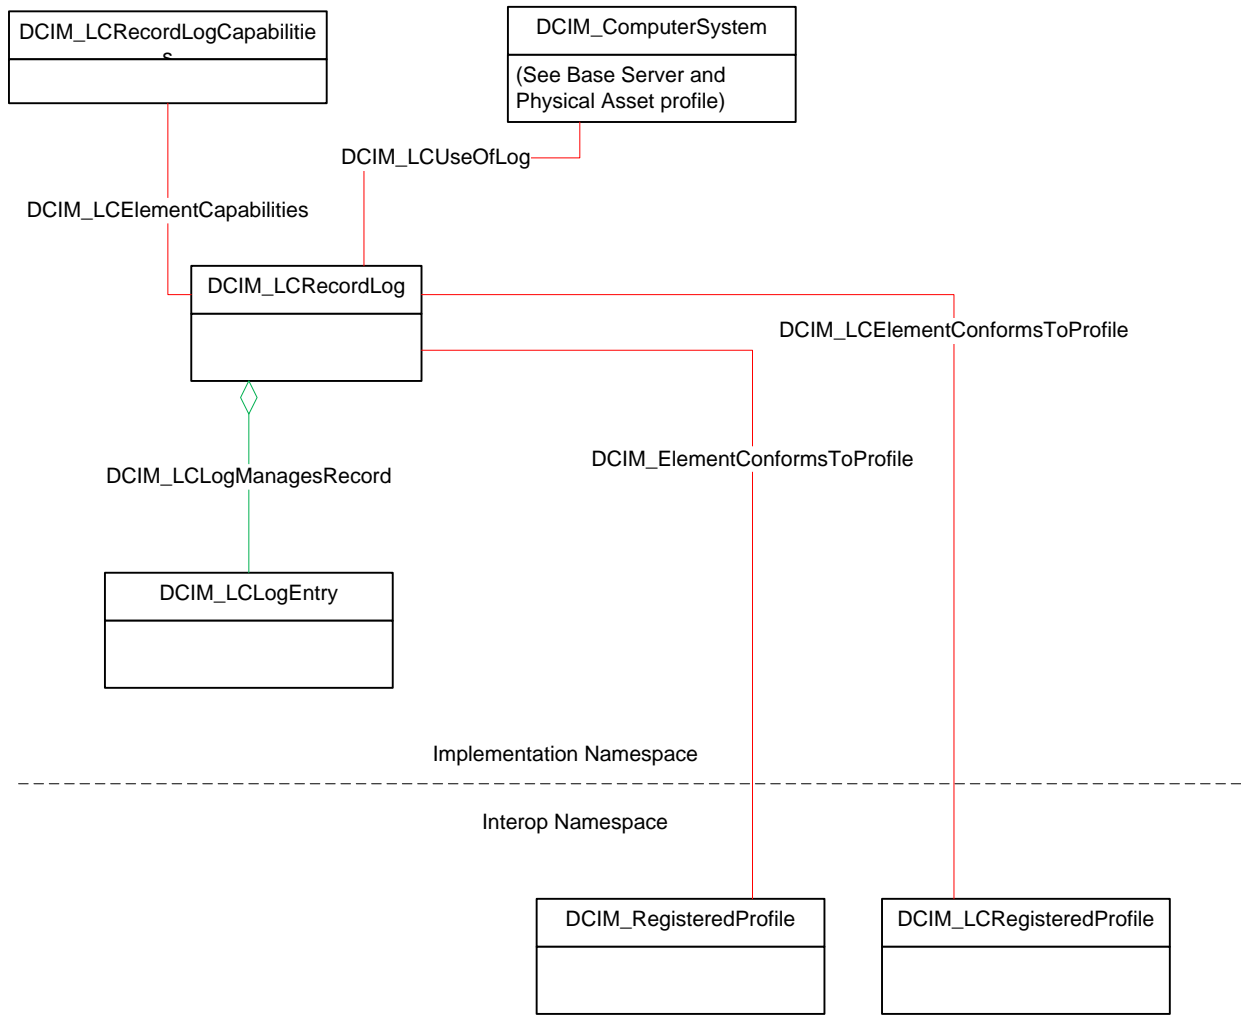 DCIM_LCRecordLogCapabilitie
s
DCIM_ComputerSystem
(See Base Server and
Physical Asset profile)
DCIM_LCUseOfLog
DCIM_LCElementCapabilities
DCIM_LCRecordLog
DCIM_LCElementConformsToProfile
DCIM_ElementConformsToProfile
DCIM_LCLogManagesRecord
DCIM_LCLogEntry
Implementation Namespace
Interop Namespace
DCIM_RegisteredProfile
DCIM_LCRegisteredProfile